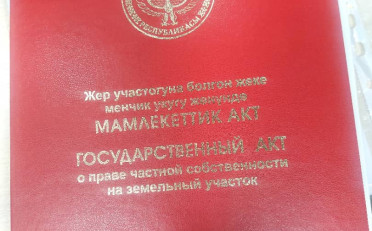 Жер участогуна болгон жеке
менчик укугу жөнүндө
МАМЛЕКЕТТИК АКТ
ГОСУДАРСТВЕННЫЙ АКТ
о праве частной собственности
на земельный участок